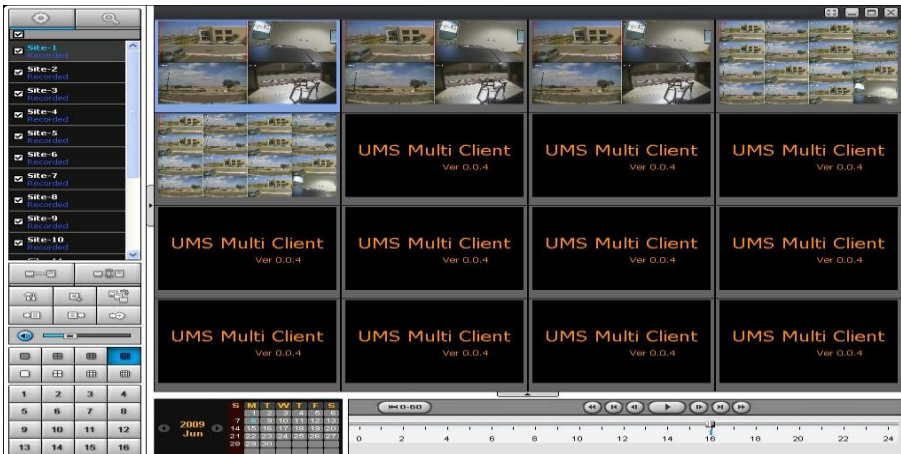 Site-1
Recorded
Site-2
Recorded
Site-3
Recorded
Site-4
Recorded
Site-5
Recorded
Site-6
Recorded
Site-7
Recorded
Site-8
Recorded
Site-9
Recorded
Site-10
Recorded
UMS Multi Client
Ver 0.0.4
UMS Multi Client
Ver 0.0.4
UMS Multi Client
Ver 0.0.4
UMS Multi Client
Ver 0.0.4
UMS Multi Client
Ver 0.0.4
UMS Multi Client
Ver 0.0.4
UMS Multi Client
Ver 0.0.4
UMS Multi Client
Ver 0.0.4
UMS Multi Client
Ver 0.0.4
UMS Multi Client
Ver 0.0.4
UMS Multi Client
Ver 0.0.4
1 2 3 4
5 6 7 8
9 10 11 12
13 14 15 16
2009
Jun
S M T W T F S
1 2 3 4 5 6
7 8 9 10 11 12 13
14 15 16 17 18 19 20
21 22 23 24 25 26 27
28 29 30
0-60
0 2 4 6 8 10 12 14 16 18 20 22 24